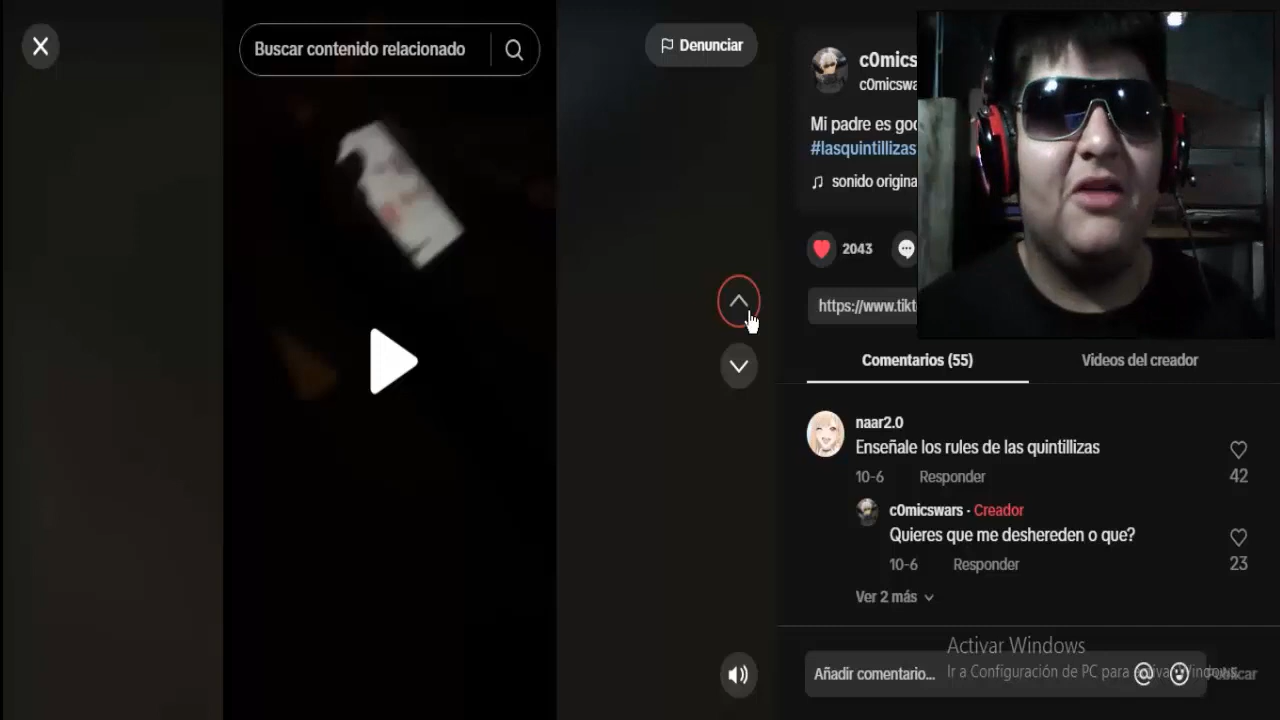 Buscar contenido relacionado
Denunciar
c0mics
c0micswa
Mi padre es goo
#lasquintillizas
sonido origina
2043
https://www.tikt
Comentarios (55)
Videos del creador
naar2.0
Enseñale los rules de las quintillizas
10-6 Responder
42
c0micswars · Creador
Quieres que me deshereden o que?
10-6 Responder
23
Ver 2 más
Añadir comentario...
Activar Windows
Ir a Configuración de PC para activar Windows.
Publicar